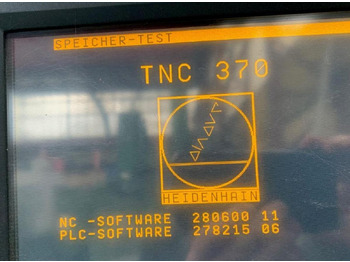 SPEICHER-TEST
TNC 370
HEIDENHAIN
NC -SOFTWARE 280600 11
PLC-SOFTWARE 278215 06